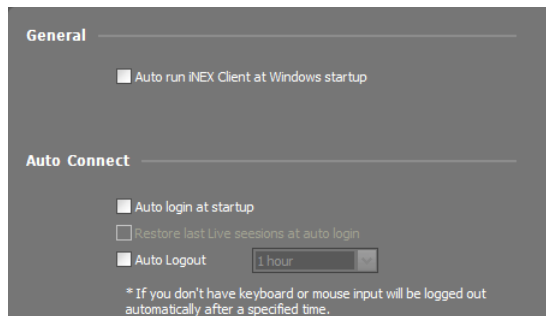 General
Auto run iNEX Client at Windows startup
Auto Connect
Auto login at startup
Restore last Live seesions at auto login
Auto Logout 1 hour
* If you don't have keyboard or mouse input will be logged out
automatically after a specified time.